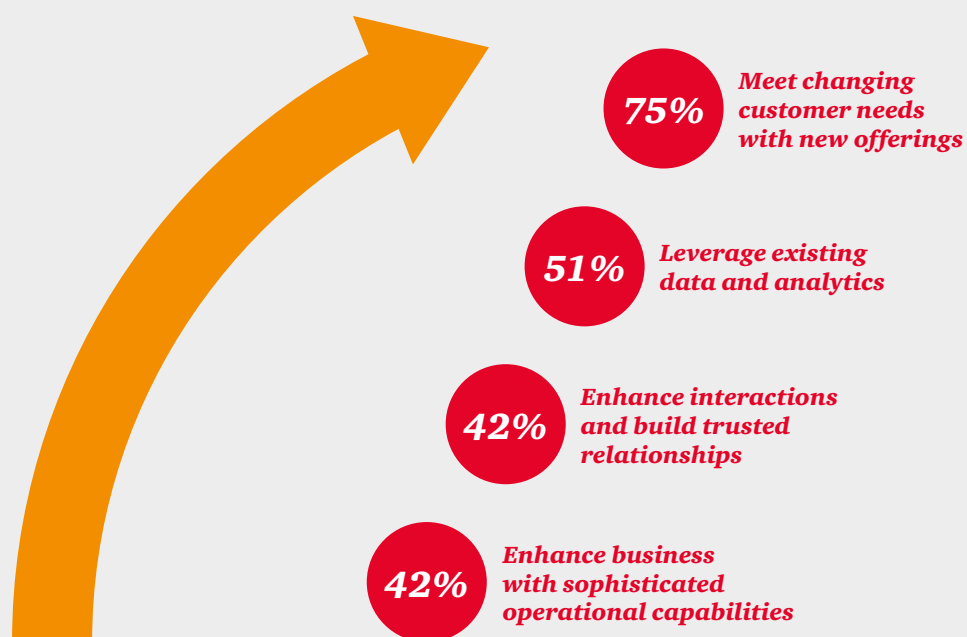 75%
Meet changing
customer needs
with new offerings
51%
Leverage existing
data and analytics
42%
Enhance interactions
and build trusted
relationships
42%
Enhance business
with sophisticated
operational capabilities